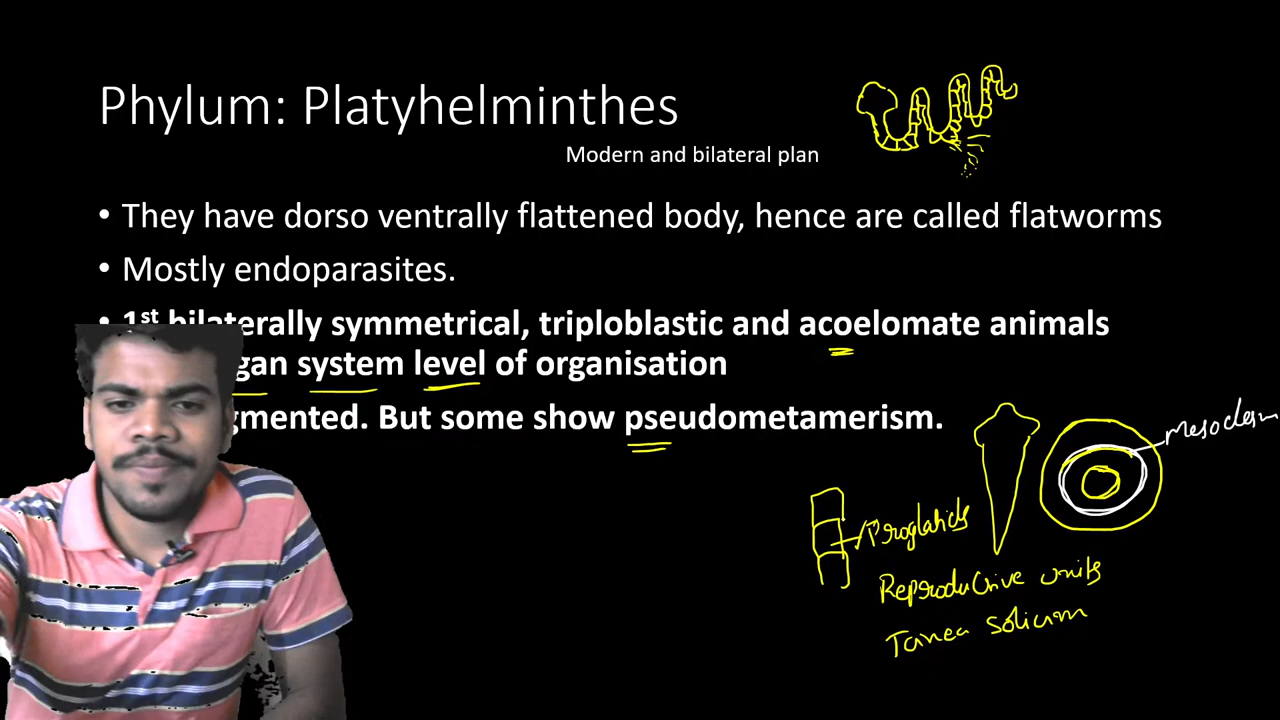 Phylum: Platyhelminthes
Modern and bilateral plan
• They have dorso ventrally flattened body, hence are called flatworms
• Mostly endoparasites.
• 1st bilaterally symmetrical, triploblastic and acoelomate animals
gan system level of organisation
gmented. But some show pseudometamerism.
Mesoderm
Proglatids
Reproductive units
Tanea solium